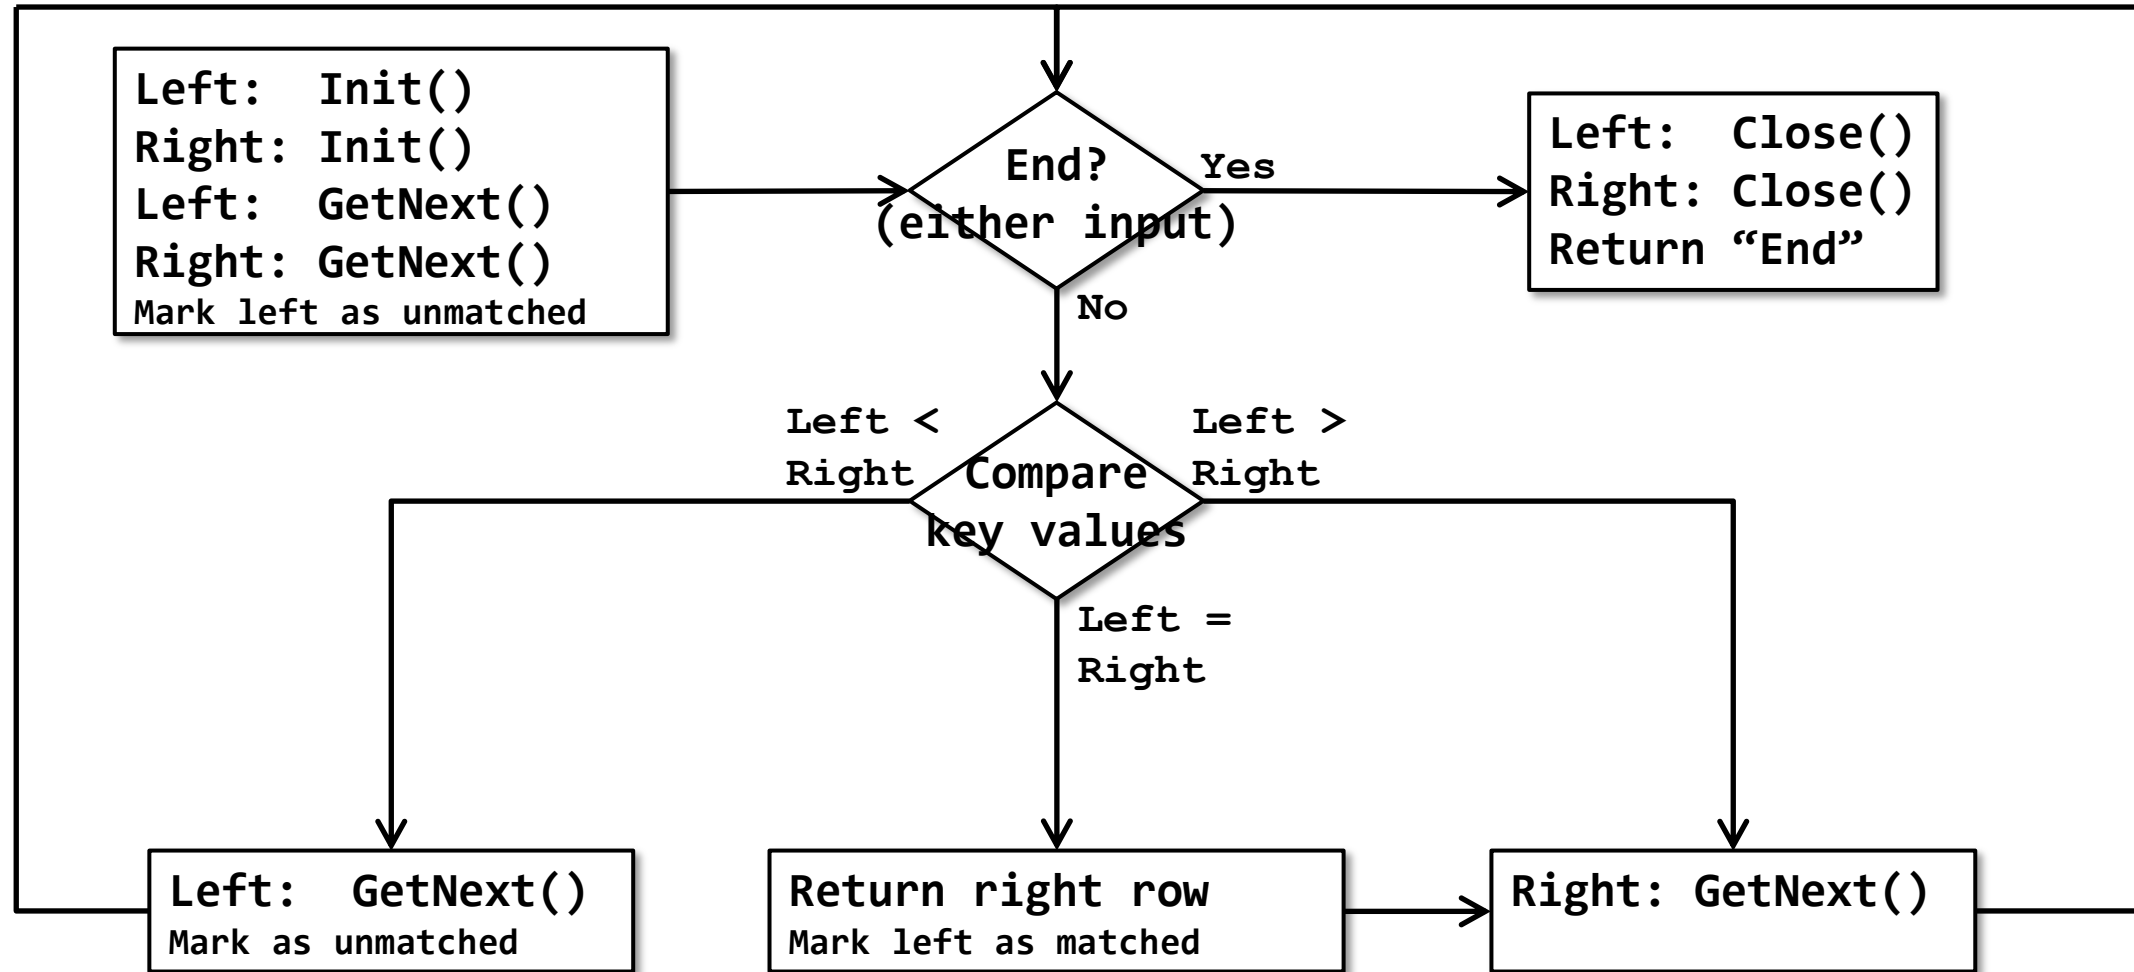 Left:  Init()
Right: Init()
Left:  GetNext()
Right: GetNext()
Mark left as unmatched
End?
(either input)
Yes
Left:  Close()
Right: Close()
Return “End”
No
Left <
Right
Compare
key values
Left >
Right
Left =
Right
Left:  GetNext()
Mark as unmatched
Return right row
Mark left as matched
Right: GetNext()